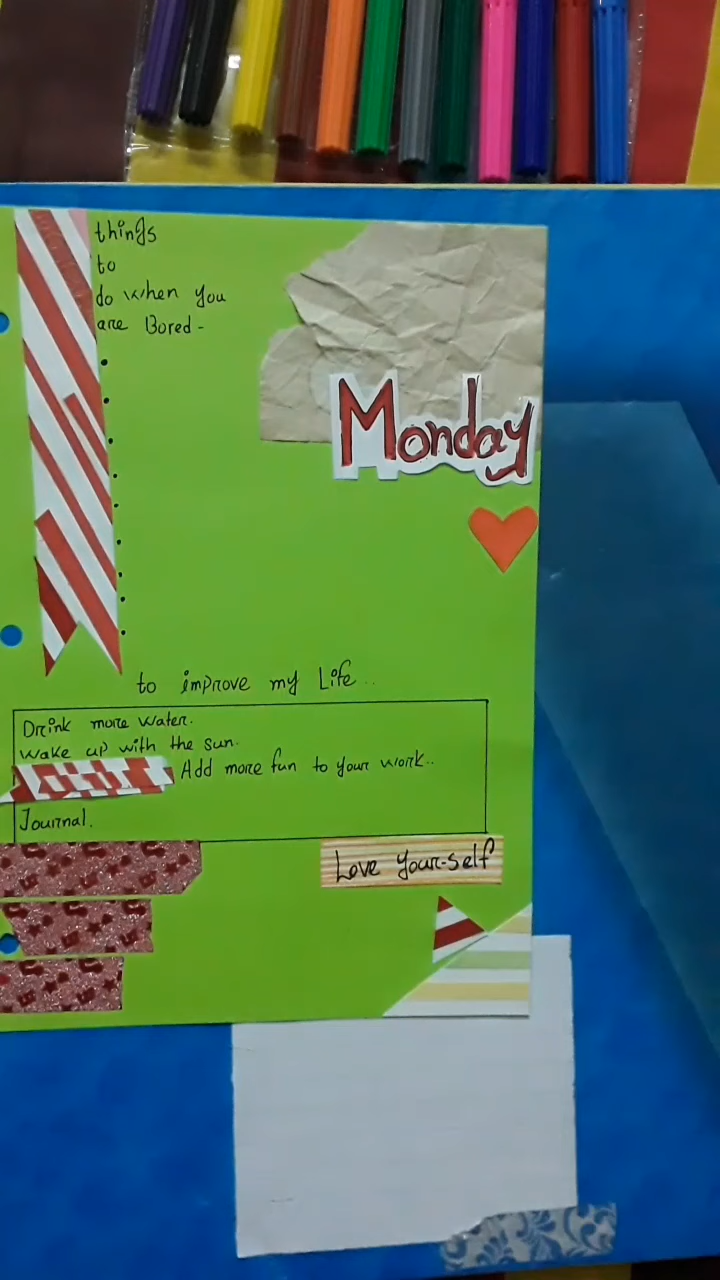 things
to
do when you
are Bored-
Monday
to improve my Life..
Drink more water.
wake up with the sun.
Add more fun to your work..
Journal.
Love your-self